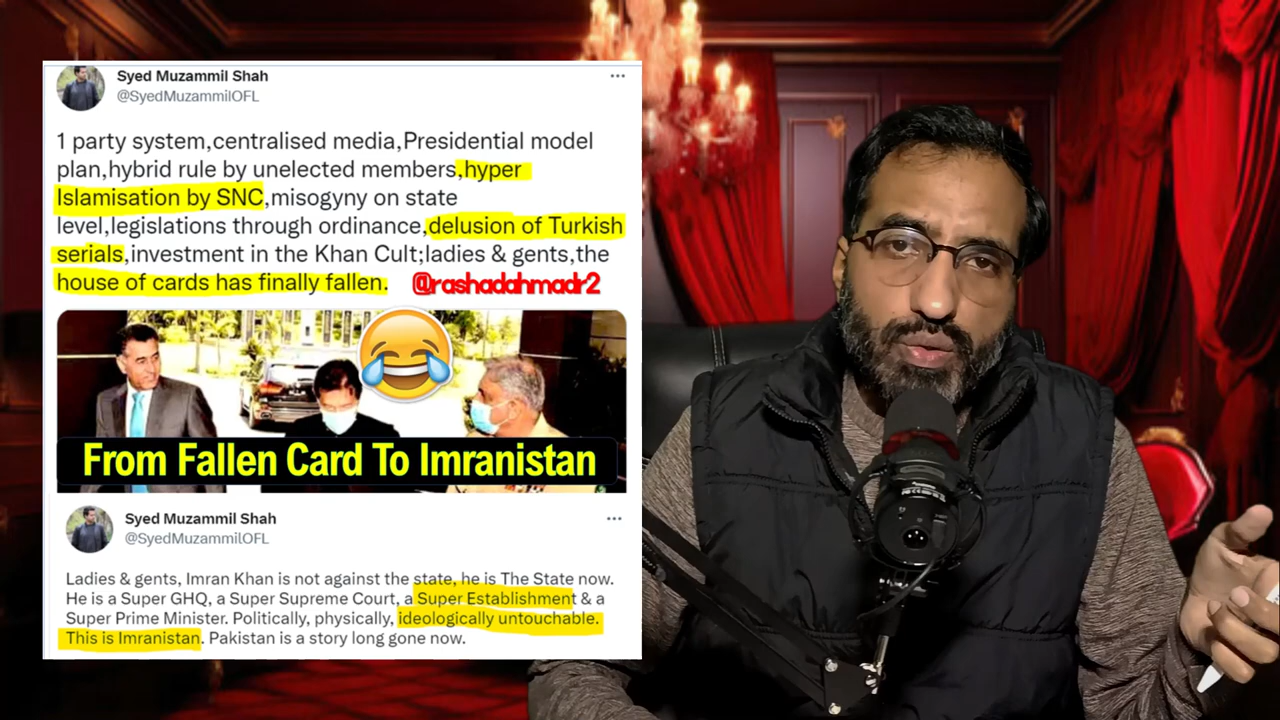 Syed Muzammil Shah
@SyedMuzammilOFL
1 party system,centralised media,Presidential model
plan,hybrid rule by unelected members,hyper
Islamisation by SNC,misogyny on state
level,legislations through ordinance,delusion of Turkish
serials,investment in the Khan Cult;ladies & gents,the
house of cards has finally fallen.
@rashadahmadr2
From Fallen Card To Imranistan
Syed Muzammil Shah
@SyedMuzammilOFL
Ladies & gents, Imran Khan is not against the state, he is The State now.
He is a Super GHQ, a Super Supreme Court, a Super Establishment & a
Super Prime Minister. Politically, physically, ideologically untouchable.
This is Imranistan. Pakistan is a story long gone now.